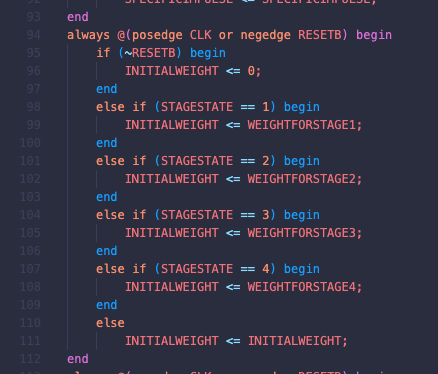 92 SPECIFICIMPULSE <= SPECIFICIMPULSE;
93 end
94 always @(posedge CLK or negedge RESETB) begin
95 if (~RESETB) begin
96 INITIALWEIGHT <= 0;
97 end
98 else if (STAGESTATE == 1) begin
99 INITIALWEIGHT <= WEIGHTFORSTAGE1;
100 end
101 else if (STAGESTATE == 2) begin
102 INITIALWEIGHT <= WEIGHTFORSTAGE2;
103 end
104 else if (STAGESTATE == 3) begin
105 INITIALWEIGHT <= WEIGHTFORSTAGE3;
106 end
107 else if (STAGESTATE == 4) begin
108 INITIALWEIGHT <= WEIGHTFORSTAGE4;
109 end
110 else
111 INITIALWEIGHT <= INITIALWEIGHT;
112 end